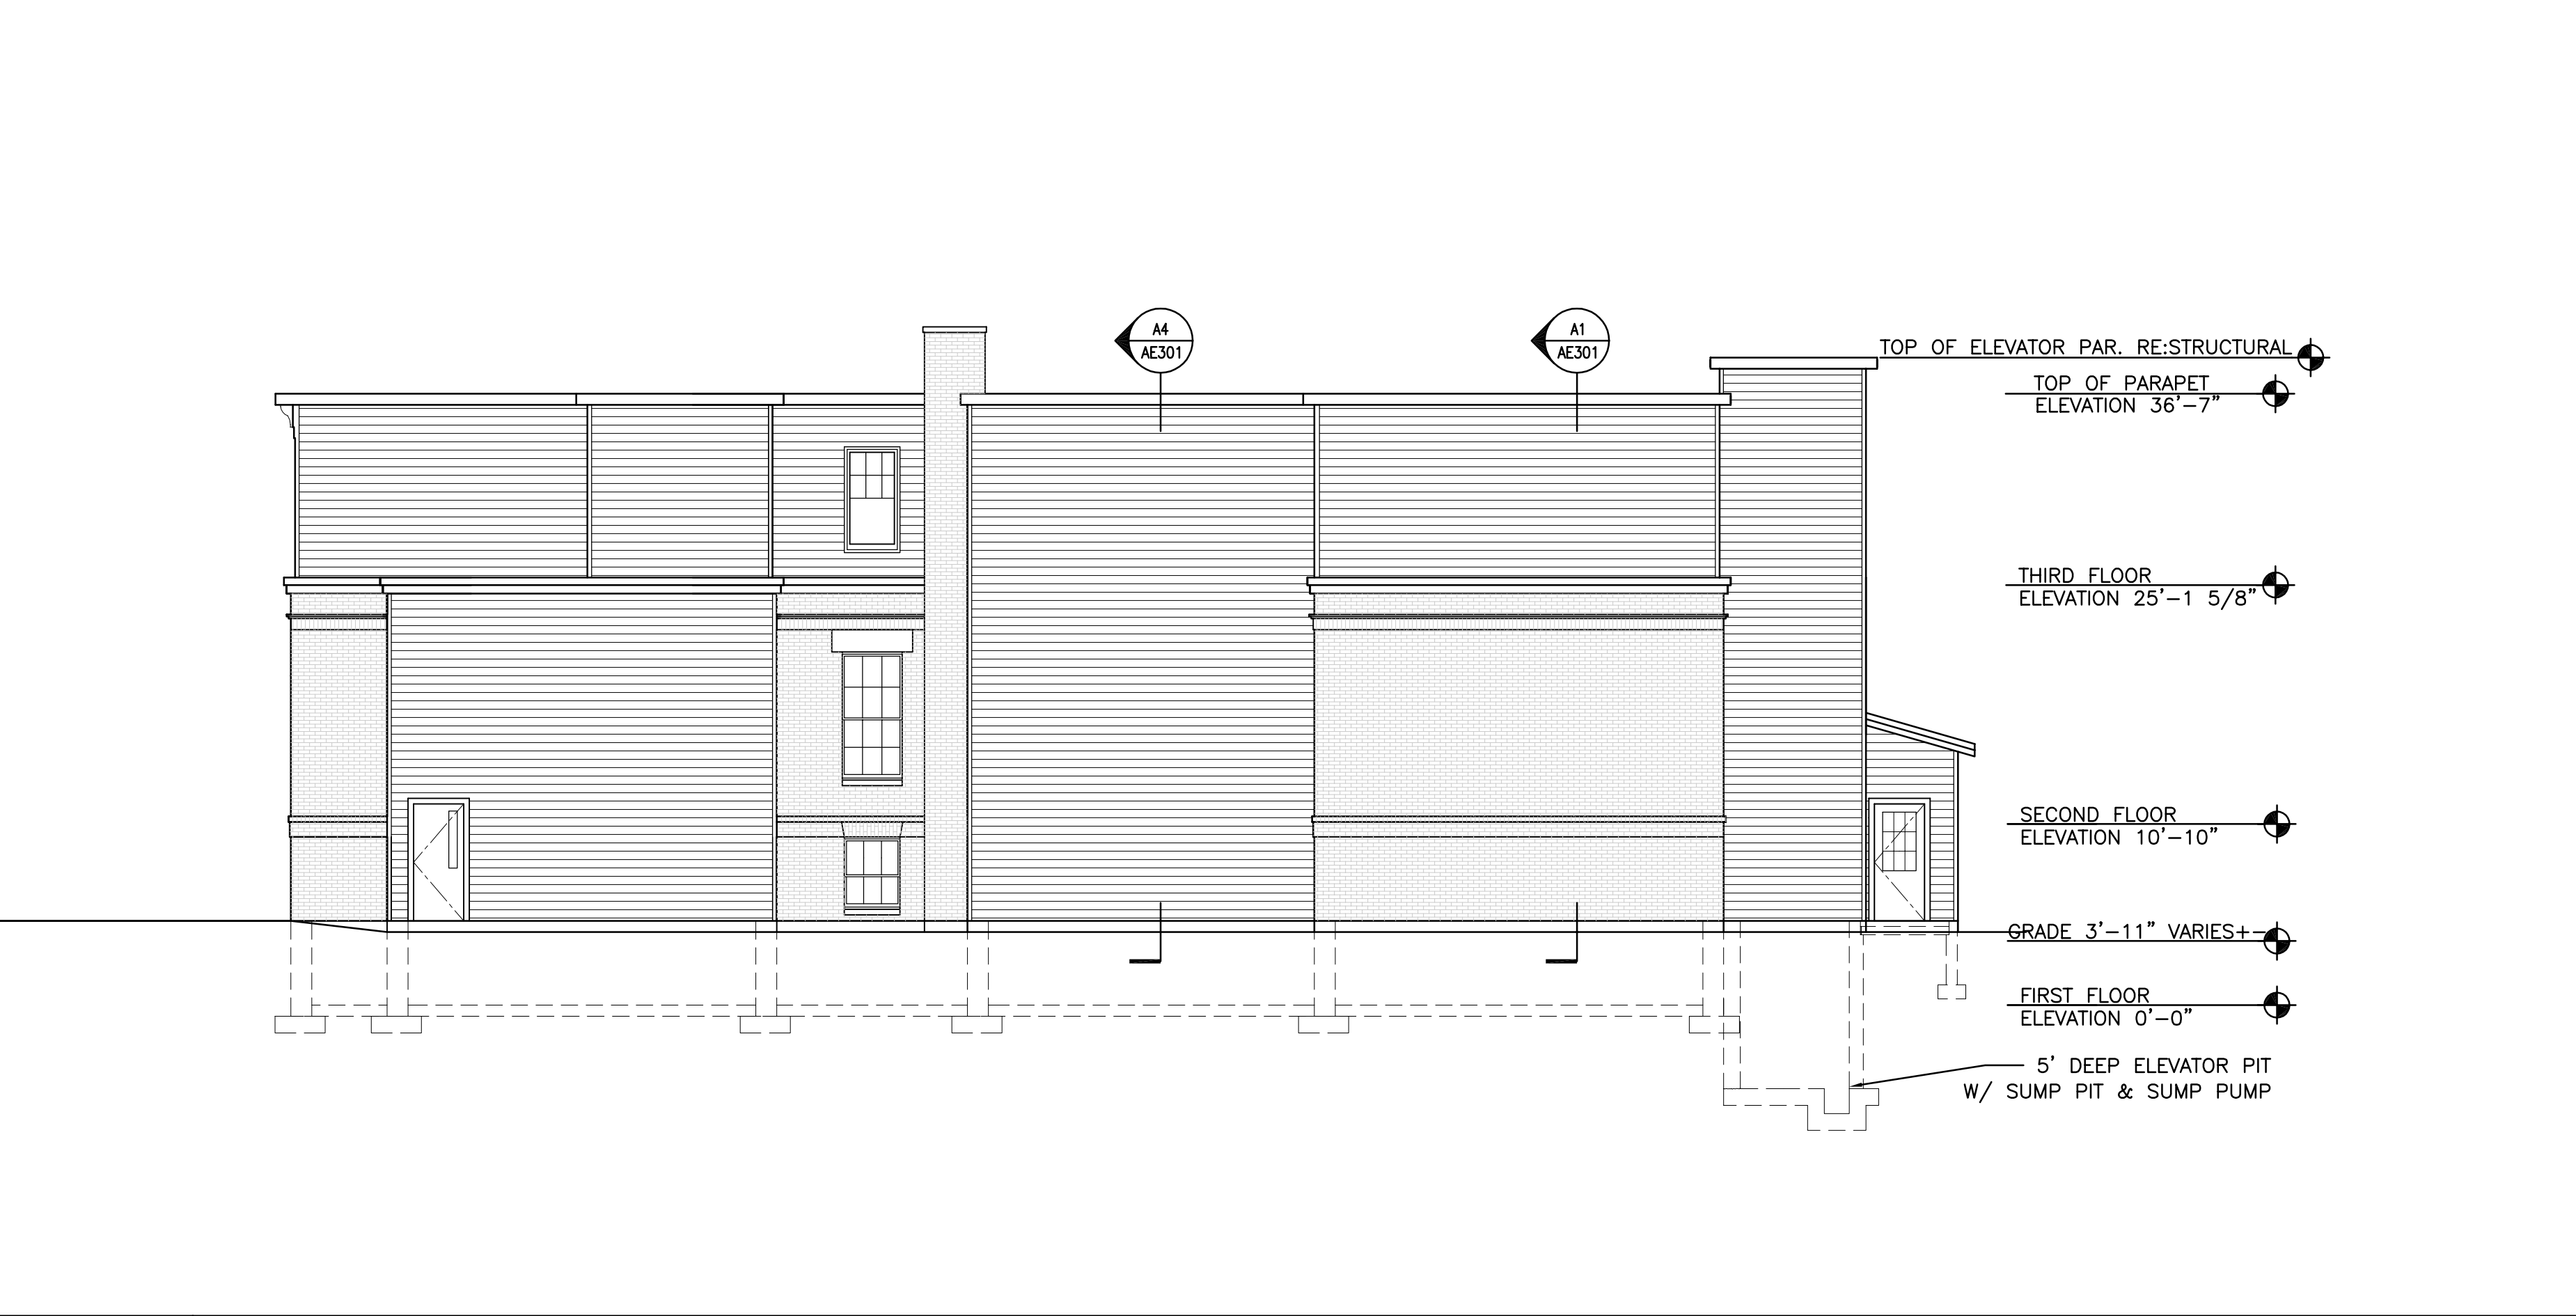 A4
AE301
A1
AE301
TOP OF ELEVATOR PAR. RE:STRUCTURAL
TOP OF PARAPET
ELEVATION 36'-7"
THIRD FLOOR
ELEVATION 25'-1 5/8"
SECOND FLOOR
ELEVATION 10'-10"
GRADE 3'-11" VARIES+-
FIRST FLOOR
ELEVATION 0'-0"
5' DEEP ELEVATOR PIT
W/ SUMP PIT & SUMP PUMP